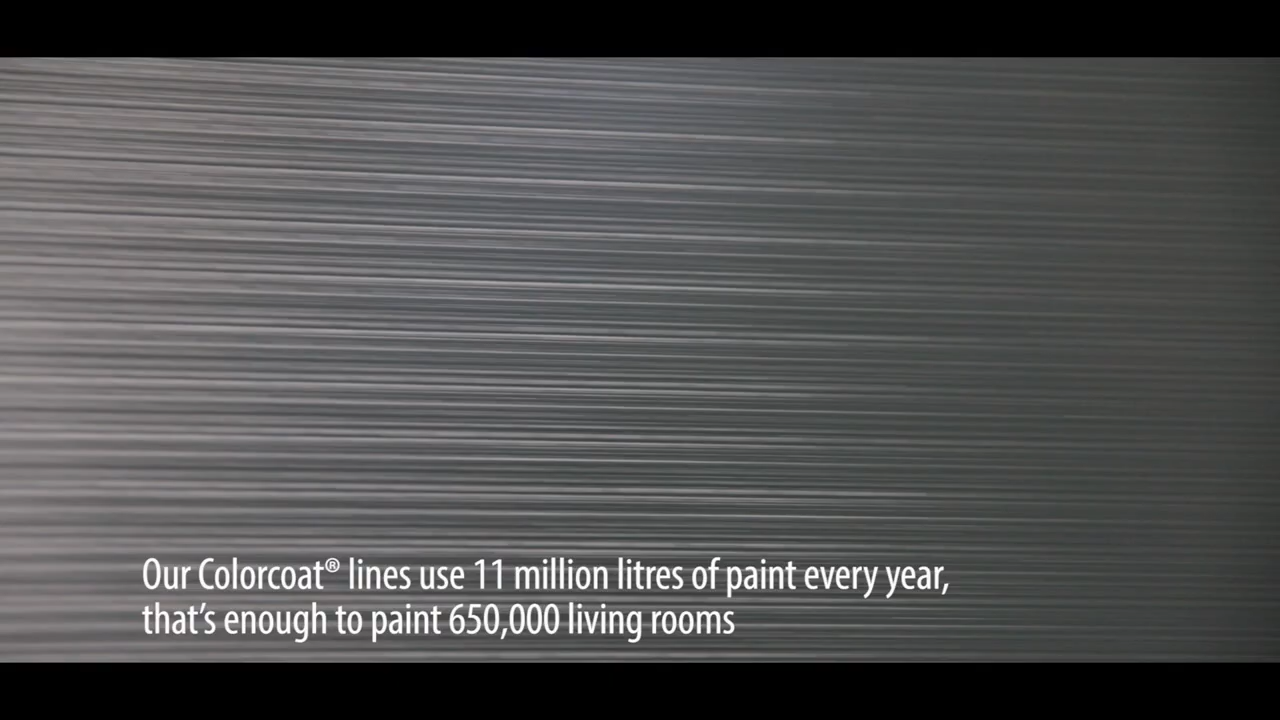 Our Colorcoat® lines use 11 million litres of paint every year,
that's enough to paint 650,000 living rooms